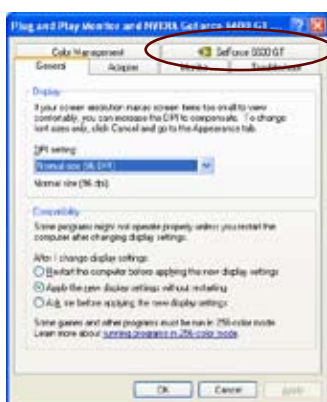 Plug and Play Monitor and NVIDIA GeForce 6600 GT
Color Management
GeForce 6600 GT
General
Adapter
Monitor
Troubleshoot
Display
If your screen resolution makes screen items too small to view
comfortably, you can increase the DPI to compensate. To change
font sizes only, click Cancel and go to the Appearance tab.
DPI setting:
Normal size (96 DPI)
Normal size (96 dpi)
Compatibility
Some programs might not operate properly unless you restart the
computer after changing display settings.
After I change display settings:
Restart the computer before applying the new display settings
Apply the new display settings without restarting
Ask me before applying the new display settings
Some games and other programs must be run in 256-color mode.
Learn more about running programs in 256-color mode.
OK
Cancel
Apply